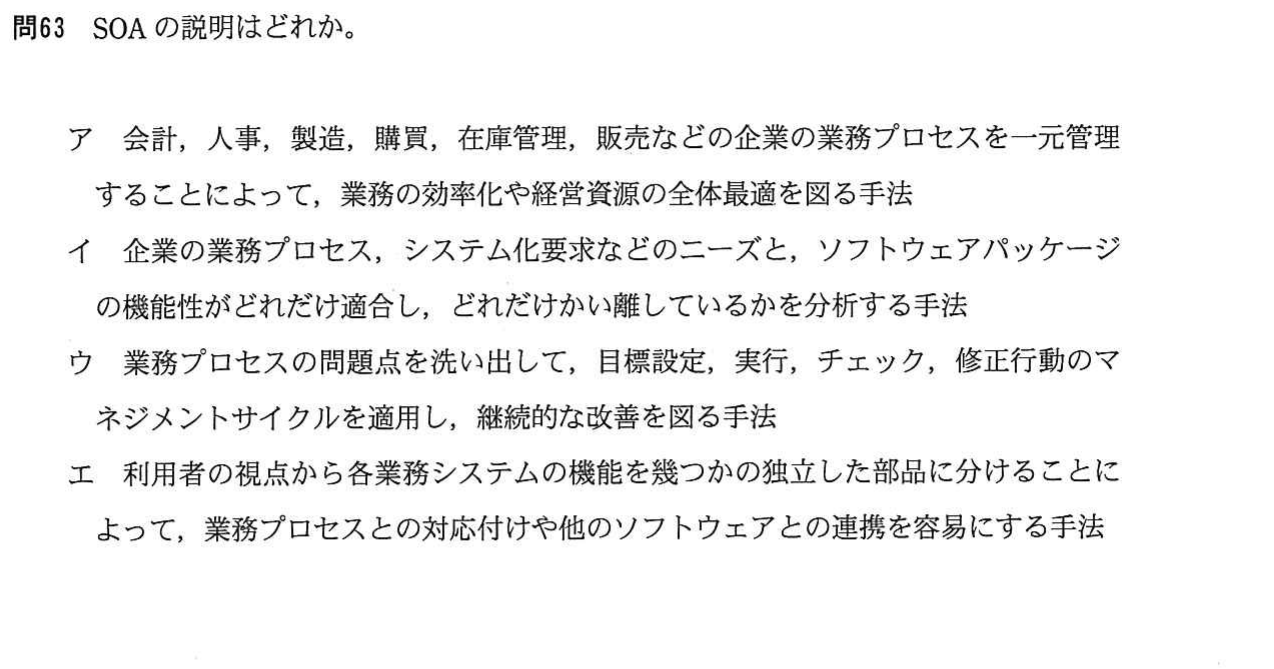 問63 SOA の説明はどれか。
ア 会計，人事，製造，購買，在庫管理，販売などの企業の業務プロセスを一元管理
することによって，業務の効率化や経営資源の全体最適を図る手法
イ 企業の業務プロセス，システム化要求などのニーズと，ソフトウェアパッケージ
の機能性がどれだけ適合し，どれだけかい離しているかを分析する手法
ウ 業務プロセスの問題点を洗い出して，目標設定，実行，チェック，修正行動のマ
ネジメントサイクルを適用し，継続的な改善を図る手法
エ 利用者の視点から各業務システムの機能を幾つかの独立した部品に分けることに
よって，業務プロセスとの対応付けや他のソフトウェアとの連携を容易にする手法